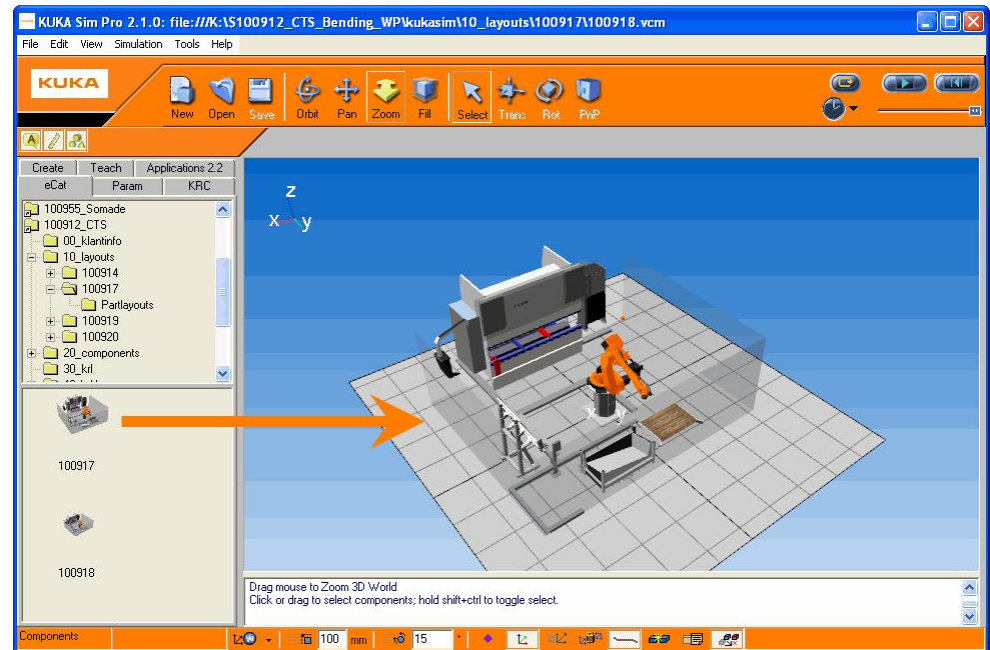 KUKA Sim Pro 2.1.0: file:///K:\S100912_CTS_Bending_WP\kukasim\10_layouts\100917\100918.vcm
File Edit View Simulation Tools Help
KUKA
New Open Save Orbit Pan Zoom Fill Select Trans Rot PnP
Create Teach Applications 2.2
eCat Param KRC
100955_Somade
100912_CTS
00_klantinfo
10_layouts
100914
100917
Partlayouts
100919
100920
20_components
30_krl
z
x y
100917
100918
Drag mouse to Zoom 3D World
Click or drag to select components; hold shift+ctrl to toggle select.
Components 100 mm 15 °